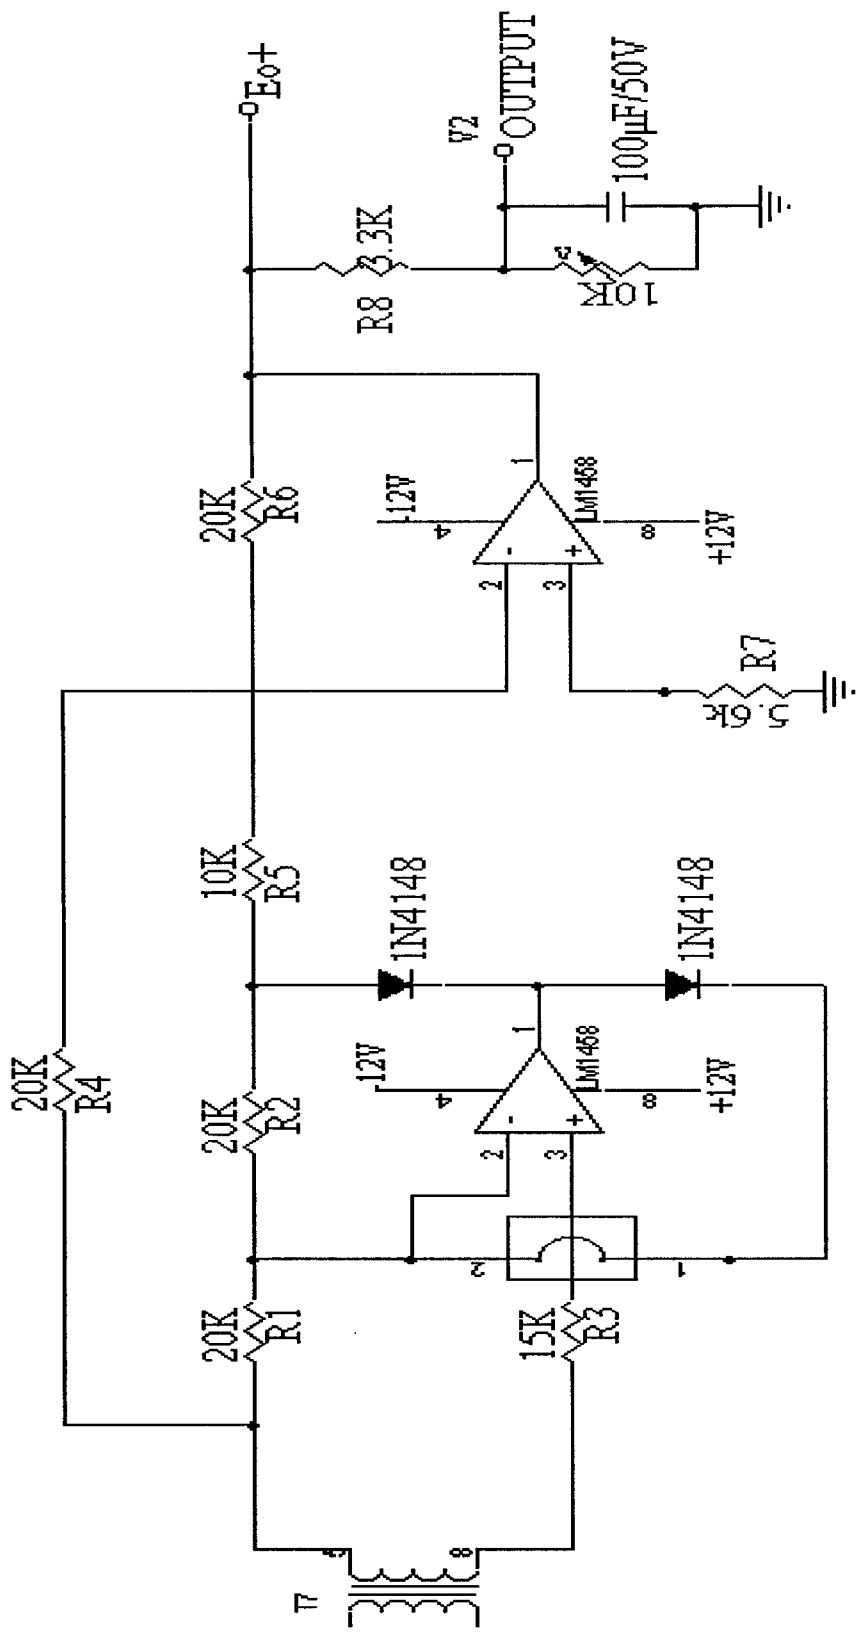 Eo+
V2
OUTPUT
100µF/50V
3.3K
R8
10K
20K
R6
-12V
4
1
LM1458
2
-
3
+
8
+12V
R7
5.6k
10K
R5
1N4148
1N4148
20K
R4
20K
R2
-12V
4
1
LM1458
2
-
3
+
8
+12V
2
1
20K
R1
15K
R3
5
8